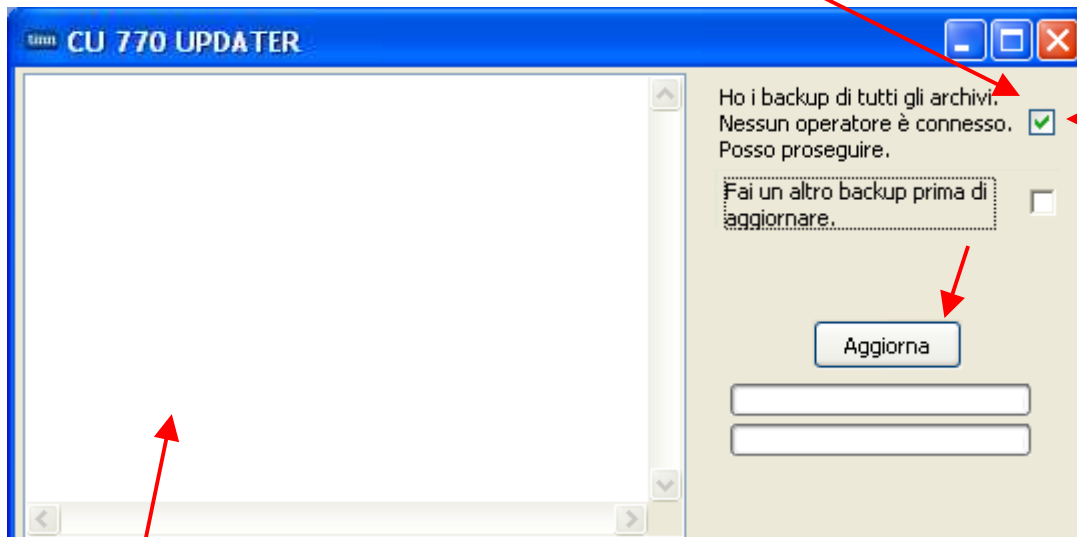 tinn CU 770 UPDATER
Ho i backup di tutti gli archivi.
Nessun operatore è connesso.
Posso proseguire.
Fai un altro backup prima di
aggiornare.
Aggiorna